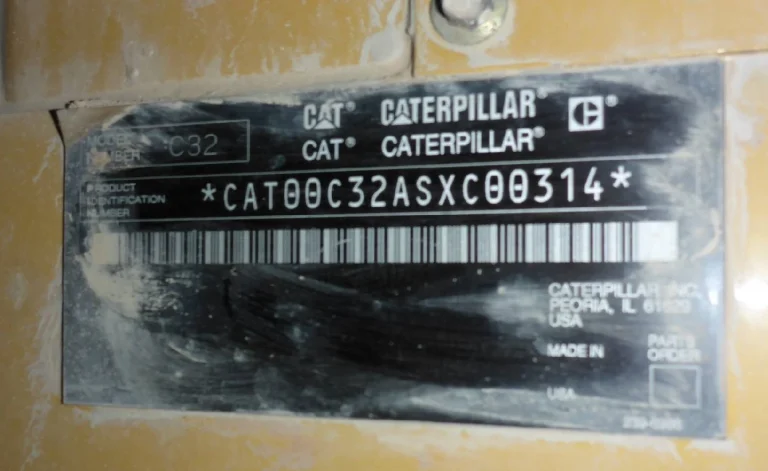 CAT® CATERPILLAR® C®
MODEL NUMBER C32
CAT® CATERPILLAR®
PRODUCT IDENTIFICATION NUMBER
*CAT00C32ASXC00314*
CATERPILLAR INC.
PEORIA, IL 61629
USA
MADE IN
PARTS ORDER
USA